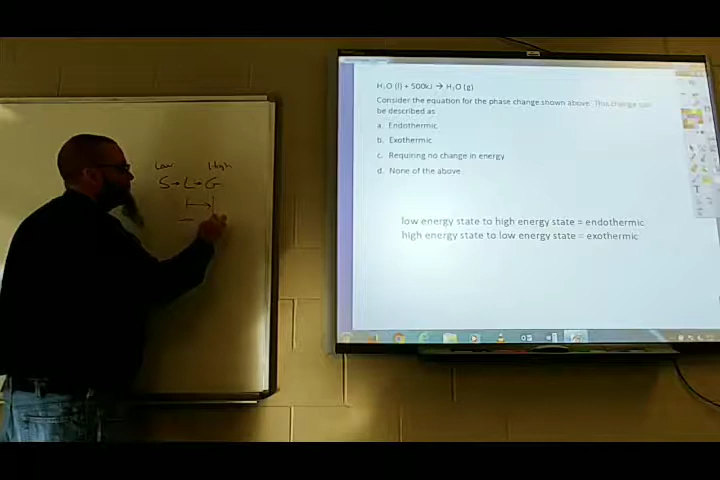 Low High
S→L→G
H₂O (l) + 500kJ → H₂O (g)
Consider the equation for the phase change shown above. This change can
be described as
a. Endothermic
b. Exothermic
c. Requiring no change in energy
d. None of the above
low energy state to high energy state = endothermic
high energy state to low energy state = exothermic